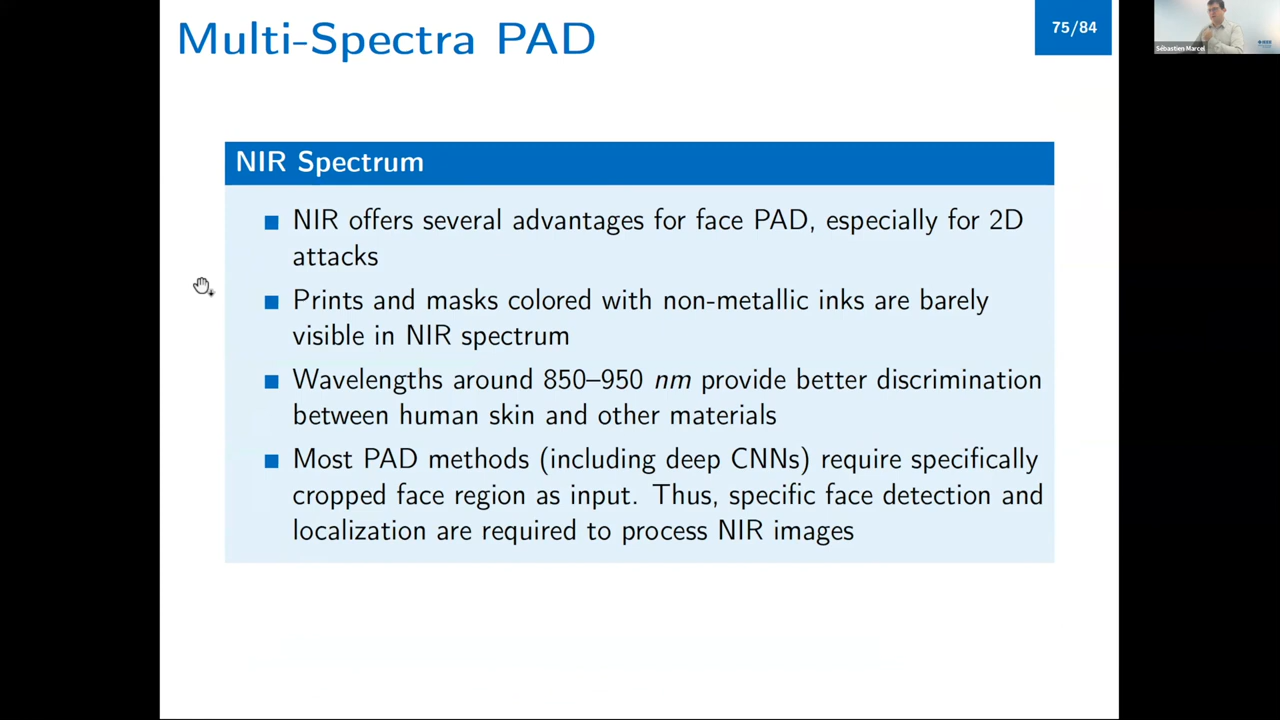 Multi-Spectra PAD
75/84
Sébastien Marcel
NIR Spectrum
NIR offers several advantages for face PAD, especially for 2D
attacks
Prints and masks colored with non-metallic inks are barely
visible in NIR spectrum
Wavelengths around 850–950 nm provide better discrimination
between human skin and other materials
Most PAD methods (including deep CNNs) require specifically
cropped face region as input. Thus, specific face detection and
localization are required to process NIR images